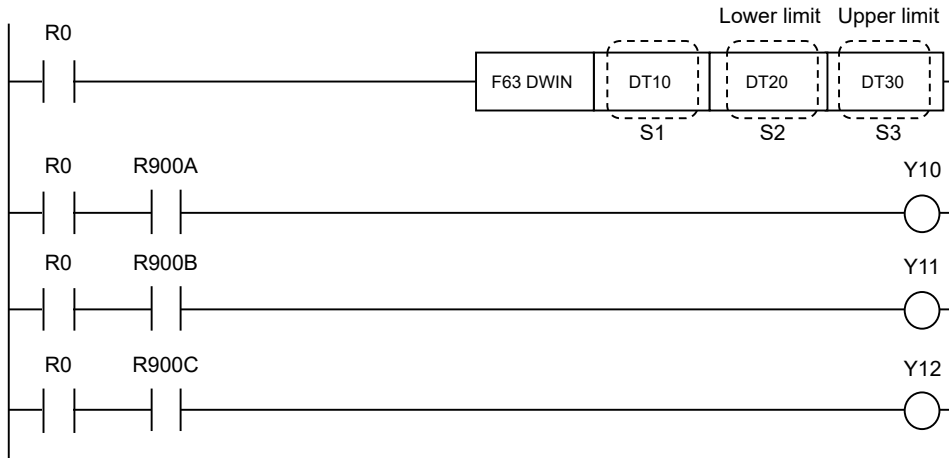 Lower limit Upper limit
R0
F63 DWIN DT10 DT20 DT30
S1 S2 S3
R0 R900A Y10
R0 R900B Y11
R0 R900C Y12